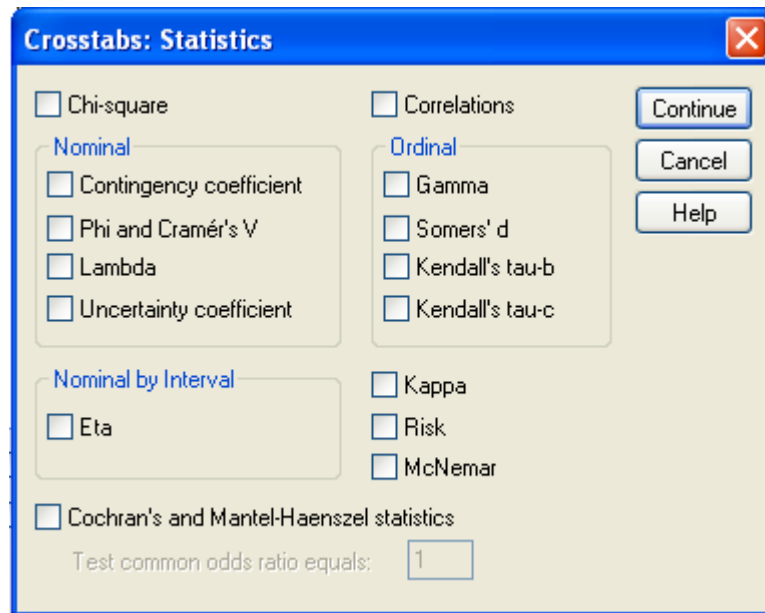 Crosstabs: Statistics
Chi-square
Correlations
Continue
Cancel
Help
Nominal
Contingency coefficient
Phi and Cramér's V
Lambda
Uncertainty coefficient
Ordinal
Gamma
Somers' d
Kendall's tau-b
Kendall's tau-c
Nominal by Interval
Eta
Kappa
Risk
McNemar
Cochran's and Mantel-Haenszel statistics
Test common odds ratio equals: 1